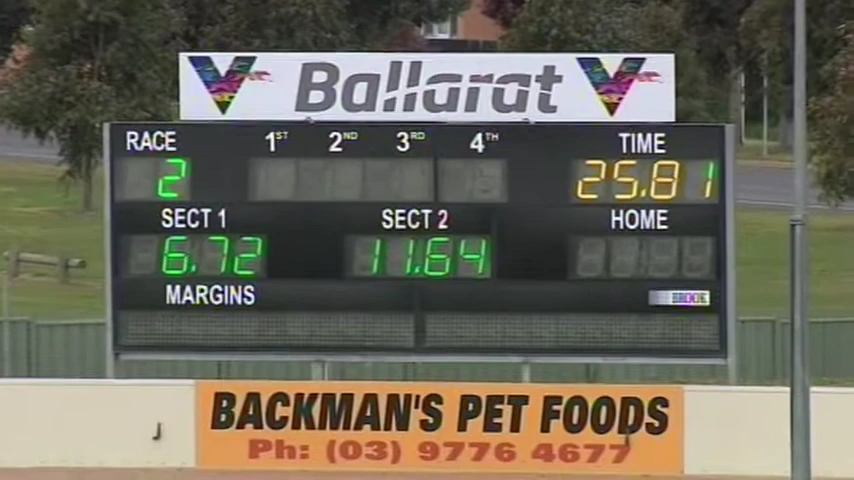 Ballarat
RACE 1ST 2ND 3RD 4TH TIME
2 25.81
SECT 1 SECT 2 HOME
6.72 11.64
MARGINS BROOK
BACKMAN'S PET FOODS
Ph: (03) 9776 4677